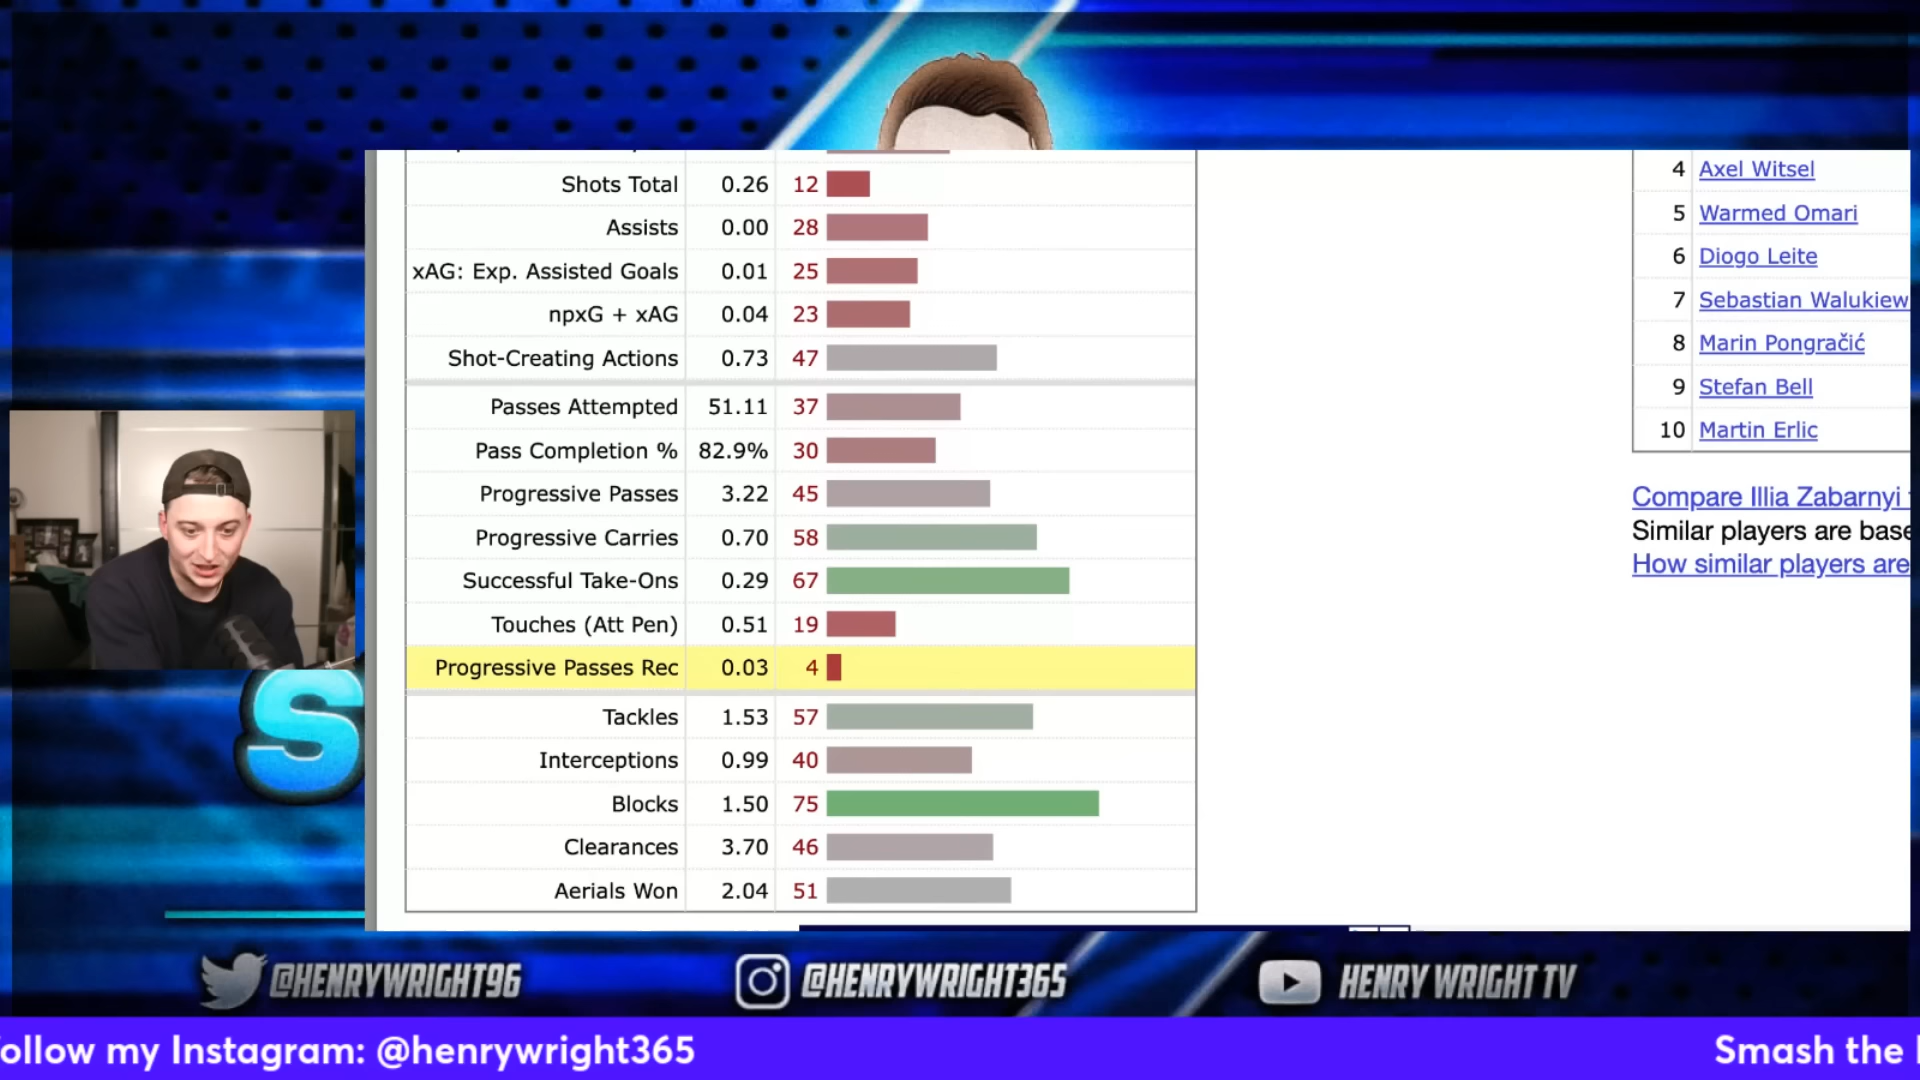 Shots Total 0.26 12
Assists 0.00 28
xAG: Exp. Assisted Goals 0.01 25
npxG + xAG 0.04 23
Shot-Creating Actions 0.73 47
Passes Attempted 51.11 37
Pass Completion % 82.9% 30
Progressive Passes 3.22 45
Progressive Carries 0.70 58
Successful Take-Ons 0.29 67
Touches (Att Pen) 0.51 19
Progressive Passes Rec 0.03 4
Tackles 1.53 57
Interceptions 0.99 40
Blocks 1.50 75
Clearances 3.70 46
Aerials Won 2.04 51
4 Axel Witsel
5 Warmed Omari
6 Diogo Leite
7 Sebastian Walukiew
8 Marin Pongračić
9 Stefan Bell
10 Martin Erlic
Compare Illia Zabarnyi
Similar players are base
How similar players are
S
@HENRYWRIGHT96
@HENRYWRIGHT365
HENRY WRIGHT TV
ollow my Instagram: @henrywright365
Smash the